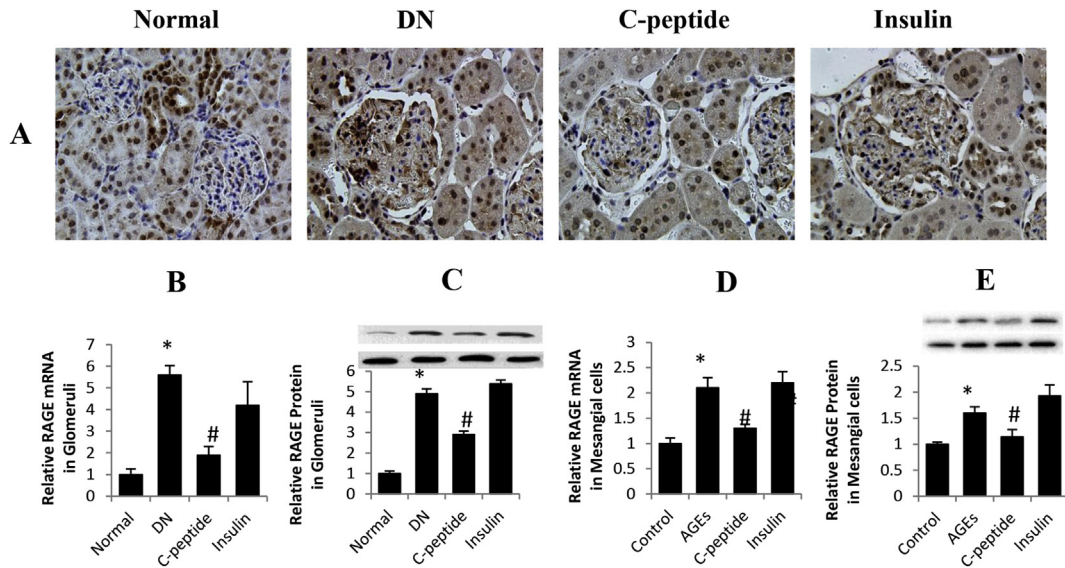 Normal DN C-peptide Insulin
A
B C D E
Relative RAGE mRNA
in Glomeruli
7
6
5
4
3
2
1
0
*
#
Normal
DN
C-peptide
Insulin
Relative RAGE Protein
in Glomeruli
6
5
4
3
2
1
0
*
#
Normal
DN
C-peptide
Insulin
Relative RAGE mRNA
in Mesangial cells
3
2.5
2
1.5
1
0.5
0
*
#
#
Control
AGEs
C-peptide
Insulin
Relative RAGE Protein
in Mesangial cells
2.5
2
1.5
1
0.5
0
*
#
Control
AGEs
C-peptide
Insulin